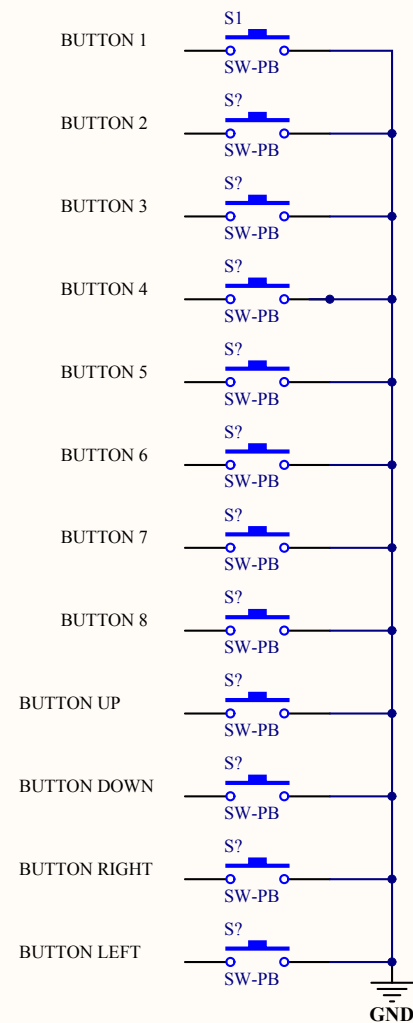 S1
BUTTON 1
SW-PB
S?
BUTTON 2
SW-PB
S?
BUTTON 3
SW-PB
S?
BUTTON 4
SW-PB
S?
BUTTON 5
SW-PB
S?
BUTTON 6
SW-PB
S?
BUTTON 7
SW-PB
S?
BUTTON 8
SW-PB
S?
BUTTON UP
SW-PB
S?
BUTTON DOWN
SW-PB
S?
BUTTON RIGHT
SW-PB
S?
BUTTON LEFT
SW-PB
GND